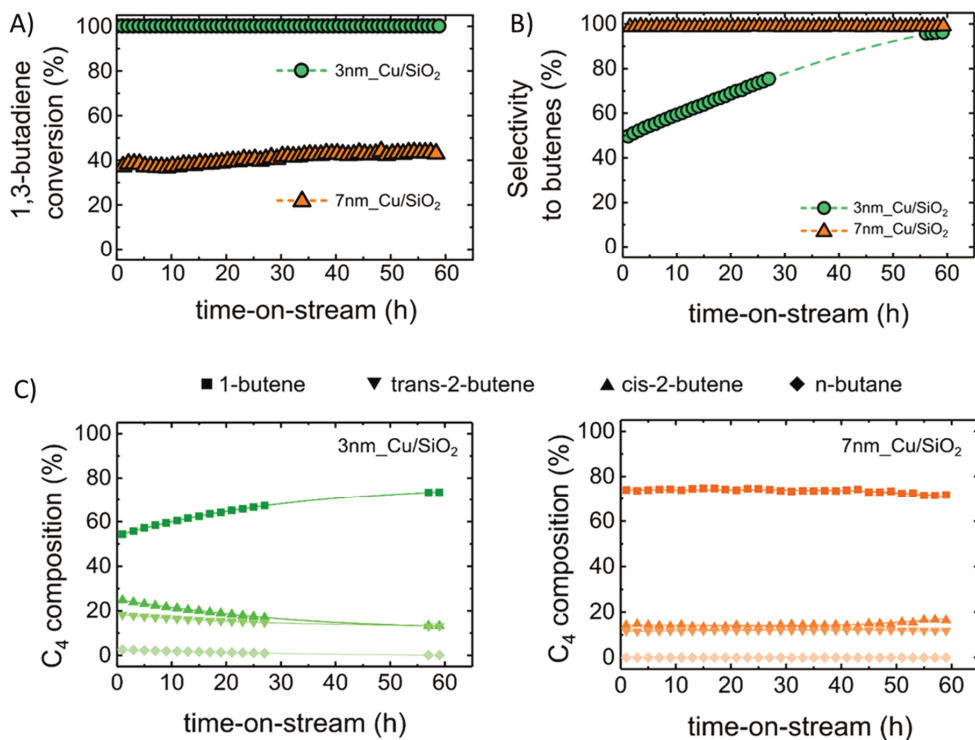 A)
1,3-butadiene
conversion (%)
100
80
60
40
20
0
3nm_Cu/SiO₂
7nm_Cu/SiO₂
0 10 20 30 40 50 60
time-on-stream (h)
B)
Selectivity
to butenes (%)
100
80
60
40
20
0
3nm_Cu/SiO₂
7nm_Cu/SiO₂
0 10 20 30 40 50 60
time-on-stream (h)
C)
1-butene trans-2-butene cis-2-butene n-butane
C₄ composition (%)
100
80
60
40
20
0
3nm_Cu/SiO₂
0 10 20 30 40 50 60
time-on-stream (h)
C₄ composition (%)
100
80
60
40
20
0
7nm_Cu/SiO₂
0 10 20 30 40 50 60
time-on-stream (h)